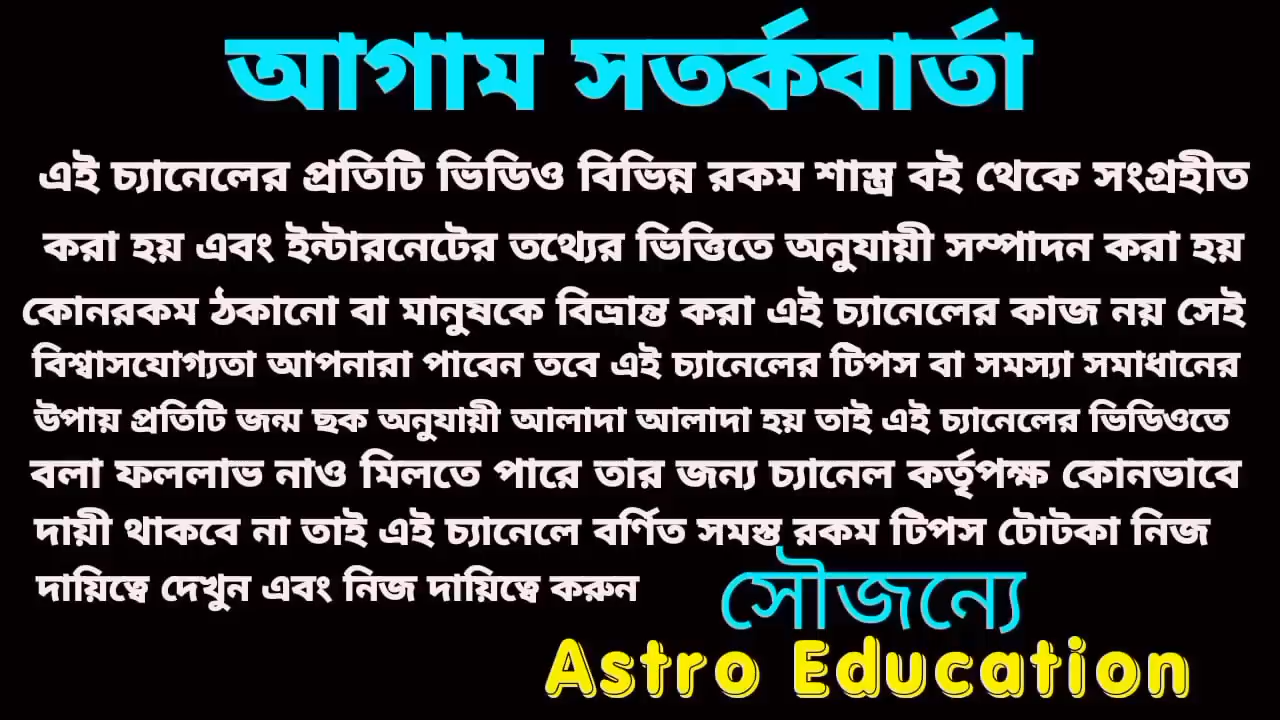 আগাম সতর্কবার্তা
এই চ্যানেলের প্রতিটি ভিডিও বিভিন্ন রকম শাস্ত্র বই থেকে সংগ্রহীত
করা হয় এবং ইন্টারনেটের তথ্যের ভিত্তিতে অনুযায়ী সম্পাদন করা হয়
কোনরকম ঠকানো বা মানুষকে বিভ্রান্ত করা এই চ্যানেলের কাজ নয় সেই
বিশ্বাসযোগ্যতা আপনারা পাবেন তবে এই চ্যানেলের টিপস বা সমস্যা সমাধানের
উপায় প্রতিটি জন্ম ছক অনুযায়ী আলাদা আলাদা হয় তাই এই চ্যানেলের ভিডিওতে
বলা ফললাভ নাও মিলতে পারে তার জন্য চ্যানেল কর্তৃপক্ষ কোনভাবে
দায়ী থাকবে না তাই এই চ্যানেলে বর্ণিত সমস্ত রকম টিপস টোটকা নিজ
দায়িত্বে দেখুন এবং নিজ দায়িত্বে করুন
সৌজন্যে
Astro Education